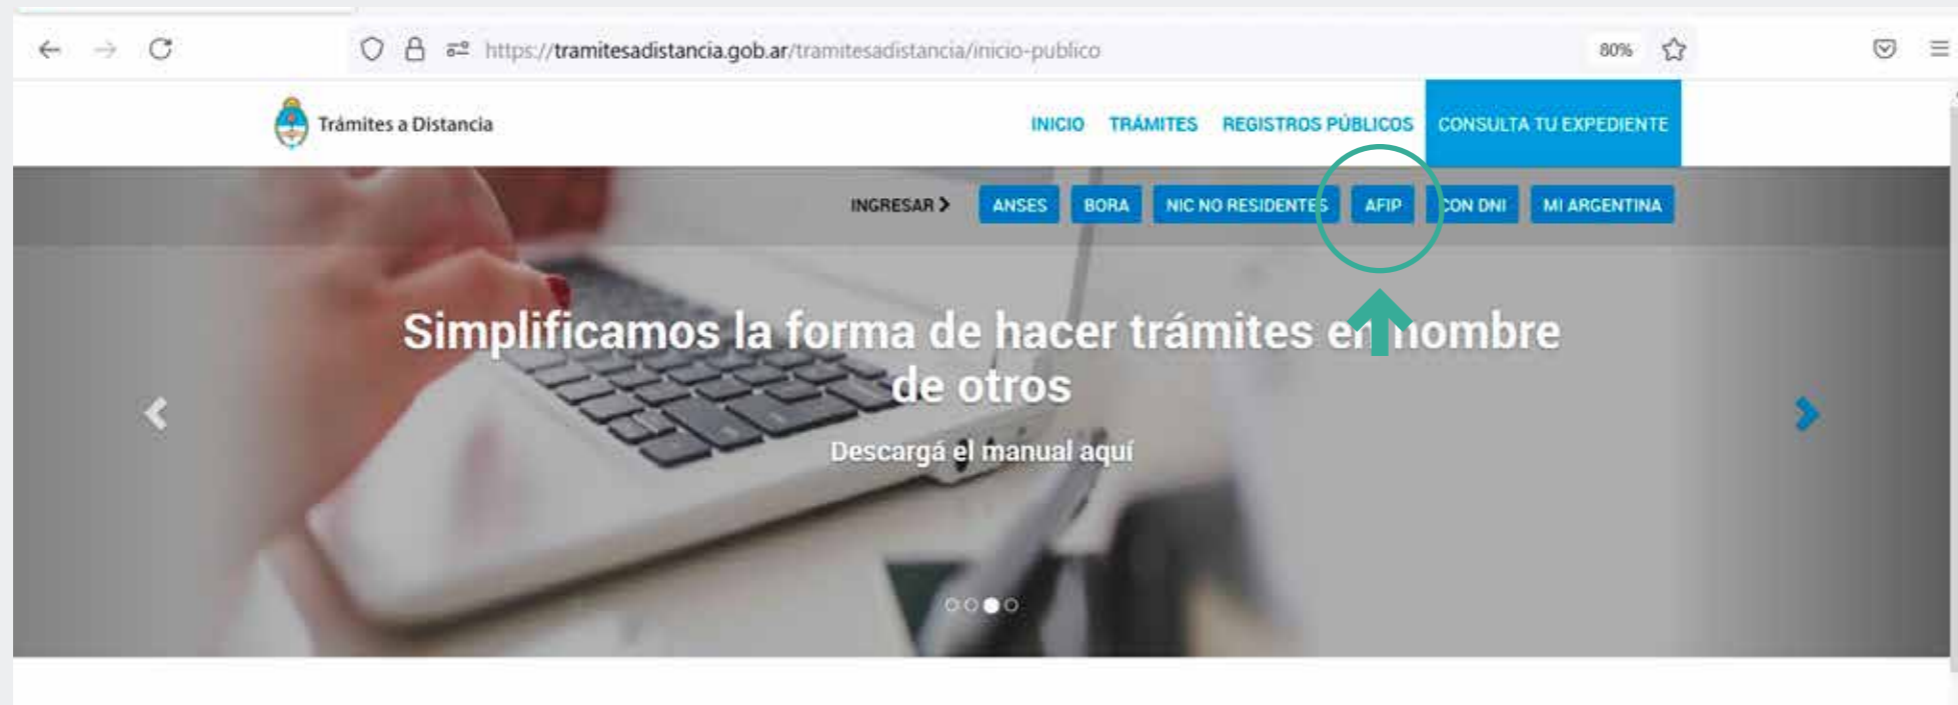 https://tramitesadistancia.gob.ar/tramitesadistancia/inicio-publico 80%
Trámites a Distancia INICIO TRÁMITES REGISTROS PÚBLICOS CONSULTA TU EXPEDIENTE
INGRESAR ANSES BORA NIC NO RESIDENTES AFIP CON DNI MI ARGENTINA
Simplificamos la forma de hacer trámites en nombre
de otros
Descargá el manual aquí